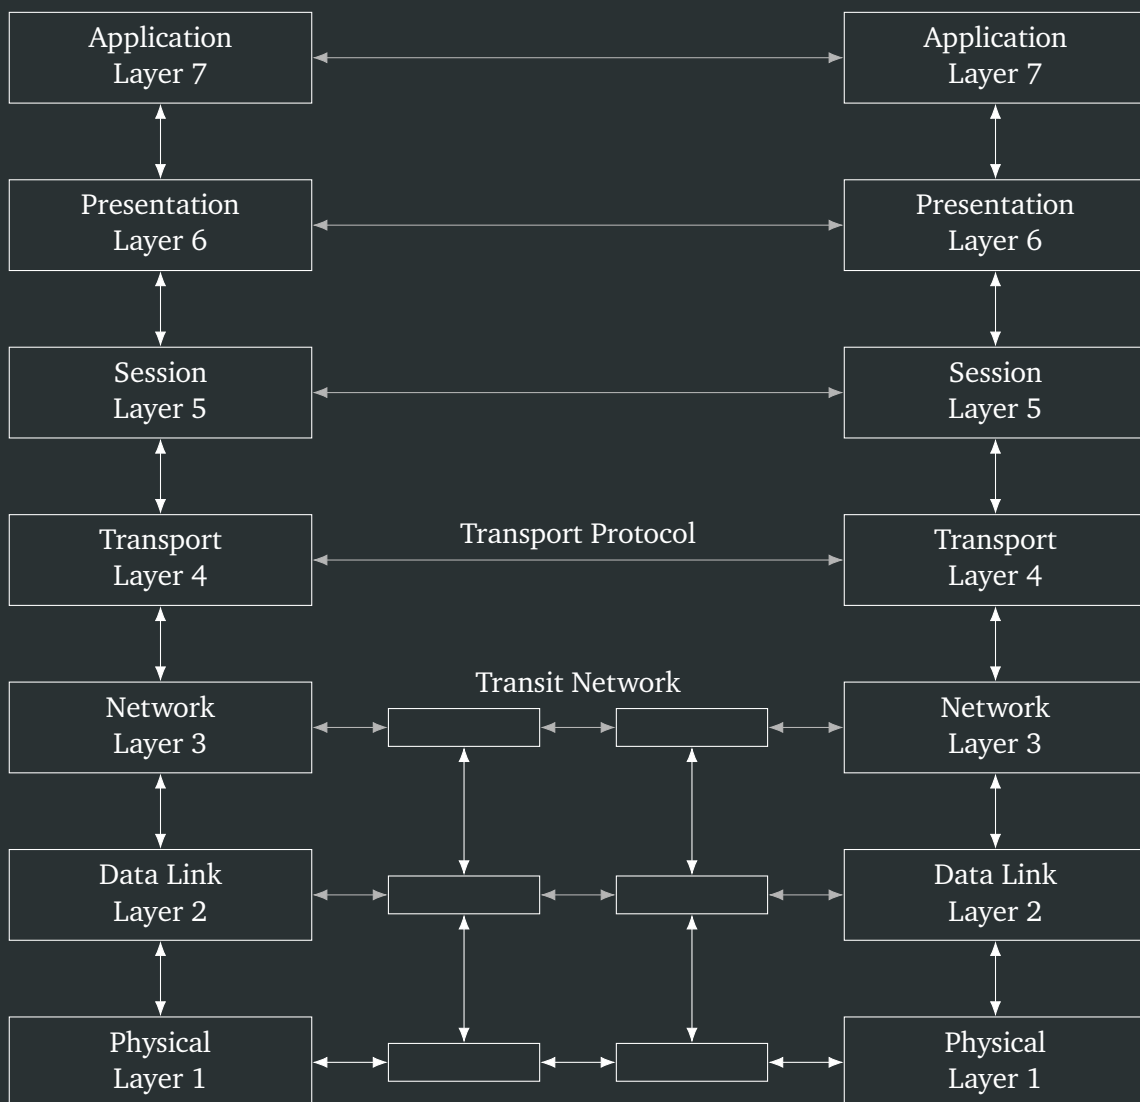 Application
Layer 7
Application
Layer 7
Presentation
Layer 6
Presentation
Layer 6
Session
Layer 5
Session
Layer 5
Transport
Layer 4
Transport Protocol
Transport
Layer 4
Network
Layer 3
Transit Network
Network
Layer 3
Data Link
Layer 2
Data Link
Layer 2
Physical
Layer 1
Physical
Layer 1